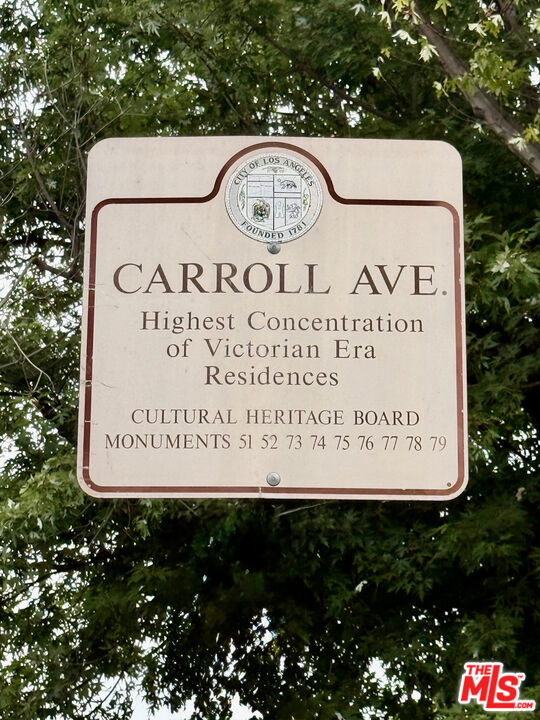 CITY OF LOS ANGELES
FOUNDED 1781
CARROLL AVE.
Highest Concentration
of Victorian Era
Residences
CULTURAL HERITAGE BOARD
MONUMENTS 51 52 73 74 75 76 77 78 79
THE
MLS
.com